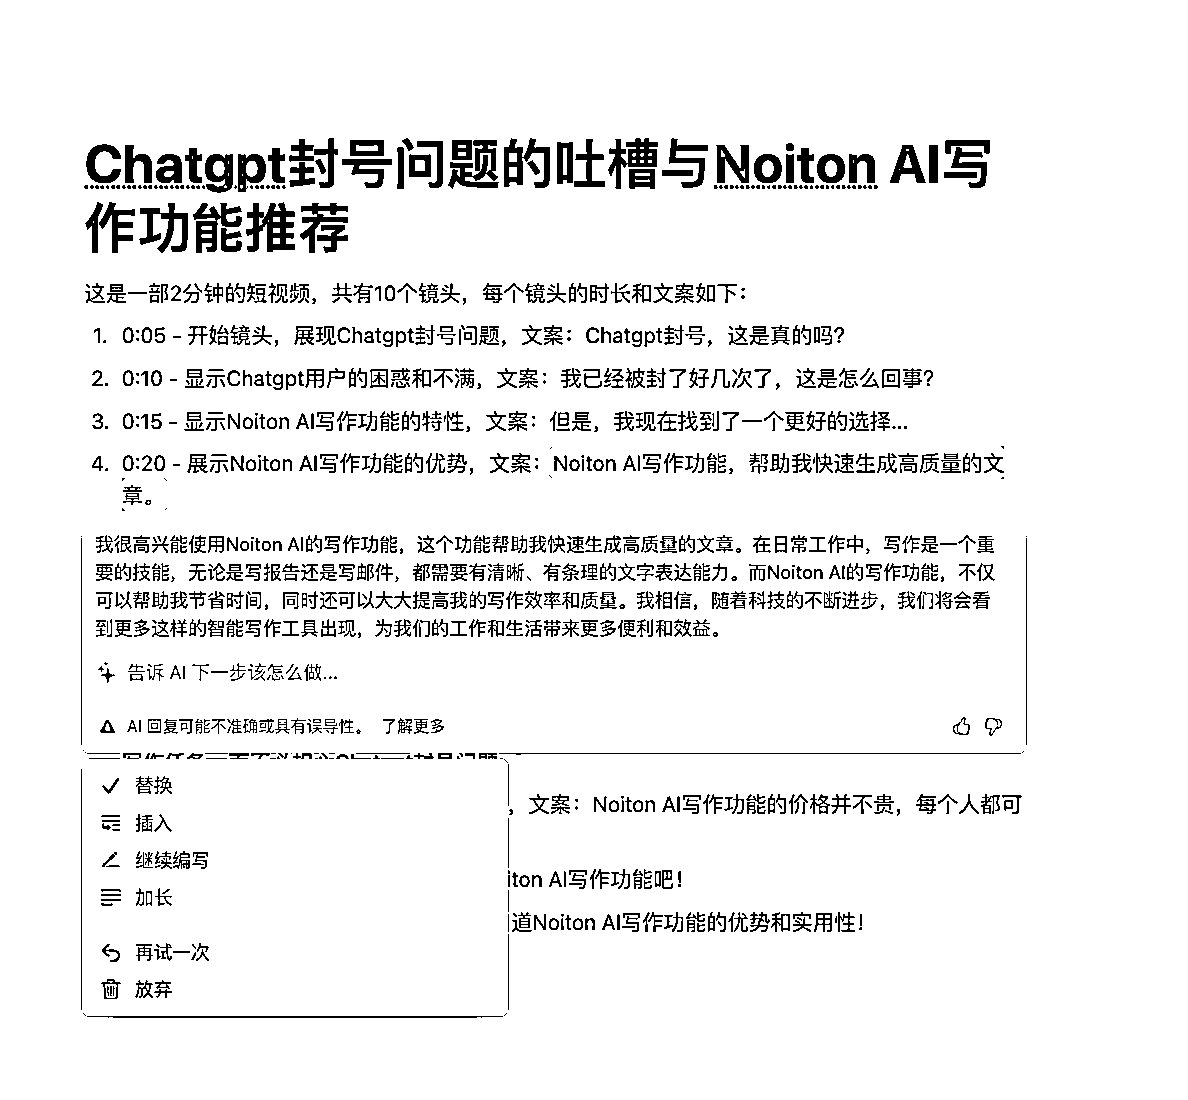 Chatgpt封号问题的吐槽与Noiton AI写
作功能推荐
这是一部2分钟的短视频，共有10个镜头，每个镜头的时长和文案如下：
1. 0:05 - 开始镜头，展现Chatgpt封号问题，文案：Chatgpt封号，这是真的吗？
2. 0:10 - 显示Chatgpt用户的困惑和不满，文案：我已经被封了好几次了，这是怎么回事？
3. 0:15 - 显示Noiton AI写作功能的特性，文案：但是，我现在找到了一个更好的选择...
4. 0:20 - 展示Noiton AI写作功能的优势，文案：Noiton AI写作功能，帮助我快速生成高质量的文
章。
我很高兴能使用Noiton AI的写作功能，这个功能帮助我快速生成高质量的文章。在日常工作中，写作是一个重
要的技能，无论是写报告还是写邮件，都需要有清晰、有条理的文字表达能力。而Noiton AI的写作功能，不仅
可以帮助我节省时间，同时还可以大大提高我的写作效率和质量。我相信，随着科技的不断进步，我们将会看
到更多这样的智能写作工具出现，为我们的工作和生活带来更多便利和效益。
告诉 AI 下一步该怎么做...
AI 回复可能不准确或具有误导性。 了解更多
替换
，文案：Noiton AI写作功能的价格并不贵，每个人都可
插入
继续编写
iton AI写作功能吧！
加长
道Noiton AI写作功能的优势和实用性！
再试一次
放弃